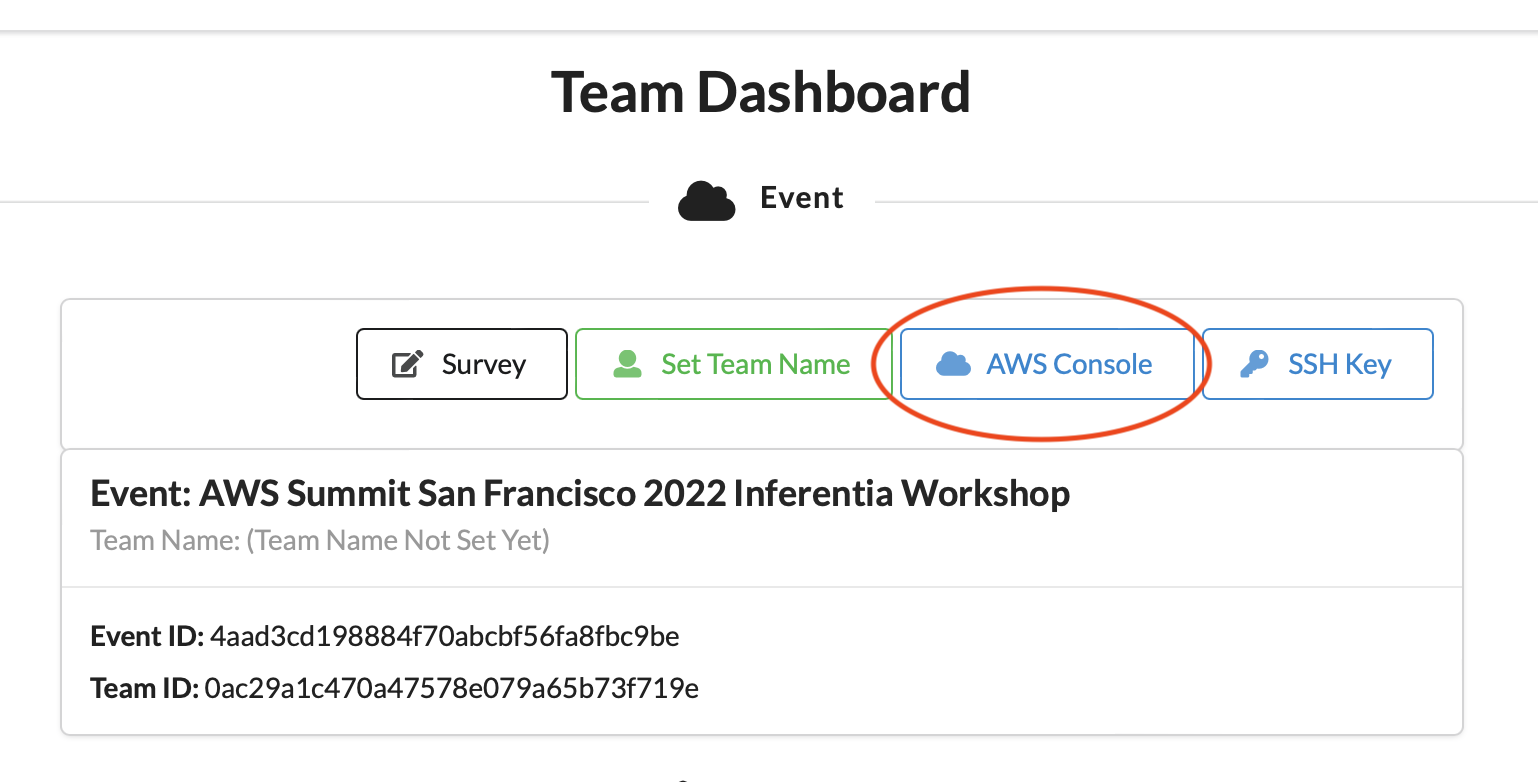 Team Dashboard
Event
Survey Set Team Name AWS Console SSH Key
Event: AWS Summit San Francisco 2022 Inferentia Workshop
Team Name: (Team Name Not Set Yet)
Event ID: 4aad3cd198884f70abcbf56fa8fbc9be
Team ID: 0ac29a1c470a47578e079a65b73f719e